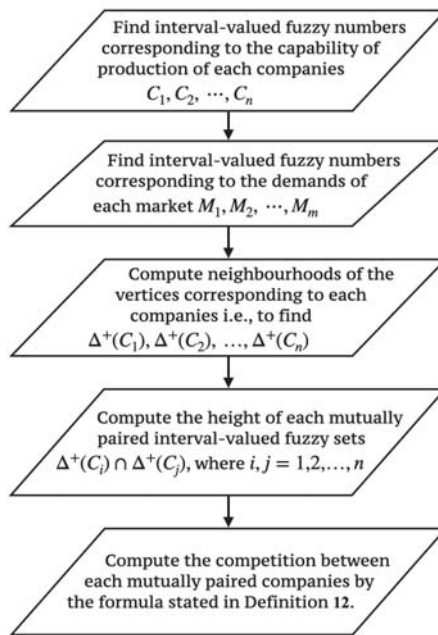 Find interval-valued fuzzy numbers
corresponding to the capability of
production of each companies
C₁, C₂, ⋯, Cₙ
Find interval-valued fuzzy numbers
corresponding to the demands of
each market M₁, M₂, ⋯, Mₘ
Compute neighbourhoods of the
vertices corresponding to each
companies i.e., to find
Δ⁺(C₁), Δ⁺(C₂), …, Δ⁺(Cₙ)
Compute the height of each mutually
paired interval-valued fuzzy sets
Δ⁺(Cᵢ) ∩ Δ⁺(Cⱼ), where i, j = 1,2,…, n
Compute the competition between
each mutually paired companies by
the formula stated in Definition 12.